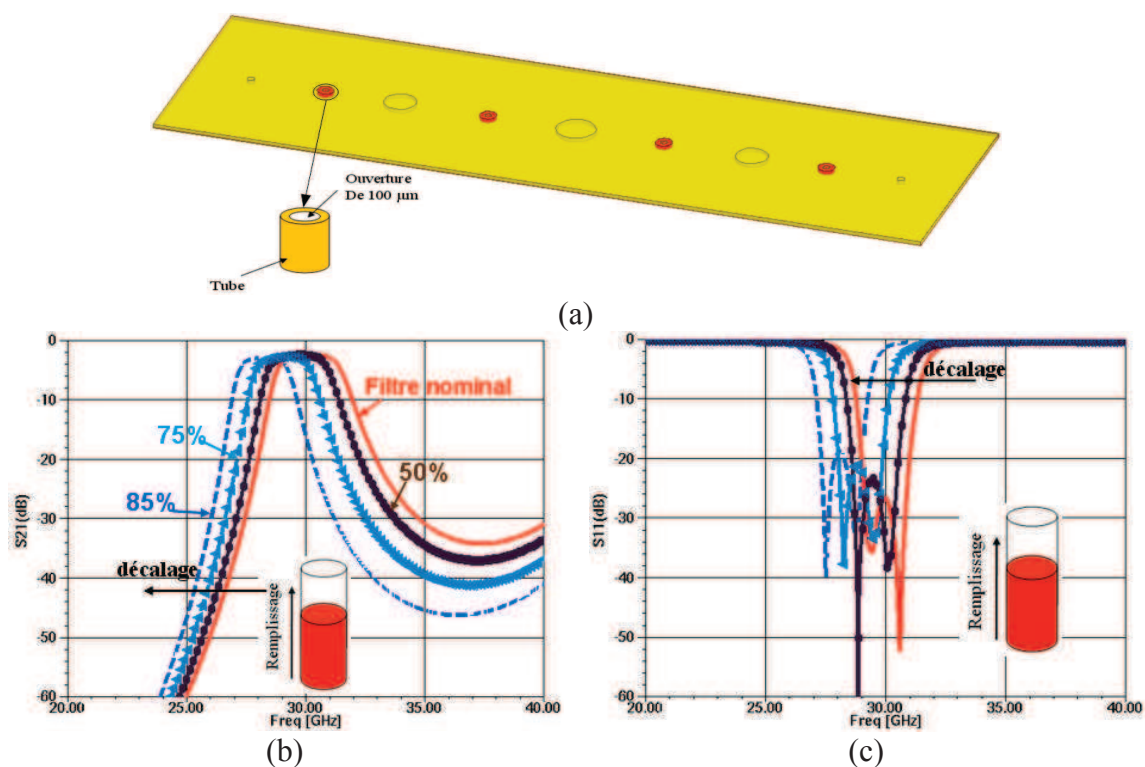 Ouverture
De 100 µm
Tube
(a)
0
-10
-20
-30
-40
-50
-60
S21(dB)
Filtre nominal
75%
50%
85%
décalage
Remplissage
20.00
25.00
30.00
35.00
40.00
Freq [GHz]
(b)
0
-10
-20
-30
-40
-50
-60
S11(dB)
décalage
Remplissage
20.00
25.00
30.00
35.00
40.00
Freq [GHz]
(c)